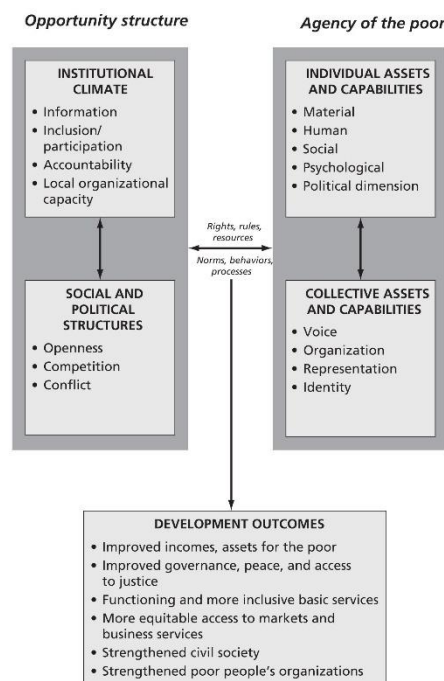 Opportunity structure
INSTITUTIONAL
CLIMATE
• Information
• Inclusion/
participation
• Accountability
• Local organizational
capacity
SOCIAL AND
POLITICAL
STRUCTURES
• Openness
• Competition
• Conflict
Rights, rules,
resources
Norms, behaviors,
processes
Agency of the poor
INDIVIDUAL ASSETS
AND CAPABILITIES
• Material
• Human
• Social
• Psychological
• Political dimension
COLLECTIVE ASSETS
AND CAPABILITIES
• Voice
• Organization
• Representation
• Identity
DEVELOPMENT OUTCOMES
• Improved incomes, assets for the poor
• Improved governance, peace, and access
to justice
• Functioning and more inclusive basic services
• More equitable access to markets and
business services
• Strengthened civil society
• Strengthened poor people's organizations